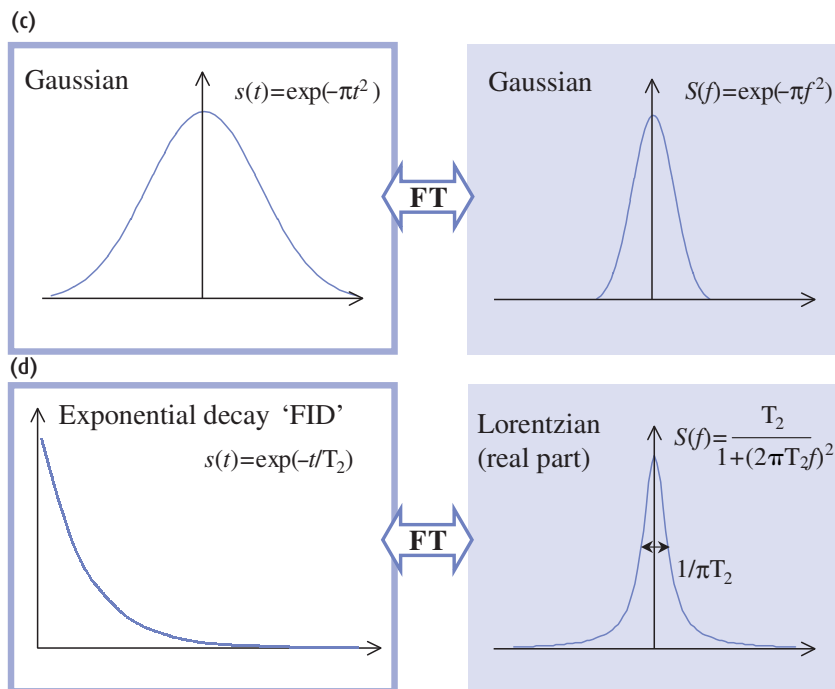 (c)
Gaussian
s(t)=exp(–πt²)
FT
Gaussian
S(f)=exp(–πf²)
(d)
Exponential decay ‘FID’
s(t)=exp(–t/T₂)
FT
Lorentzian
(real part)
S(f)=T₂/1+(2πT₂f)²
1/πT₂